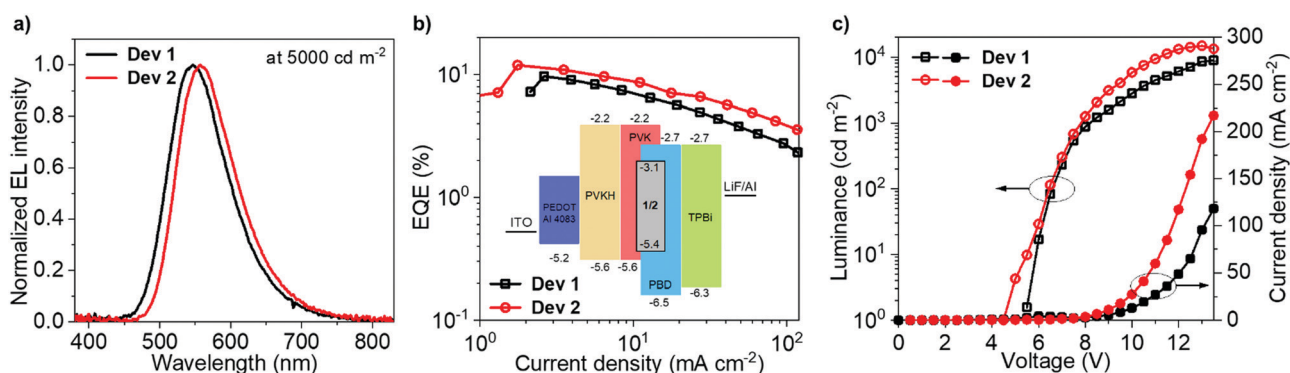 a)
Dev 1
Dev 2
at 5000 cd m⁻²
Normalized EL intensity
1.0
0.8
0.6
0.4
0.2
0.0
400 500 600 700 800
Wavelength (nm)
b)
EQE (%)
10¹
10⁰
10⁻¹
-2.2
-2.2
PVK
-2.7
-2.7
-3.1
LiF/Al
PEDOT
AI 4083
PVKH
1/2
TPBi
ITO
-5.2
-5.4
-5.6
-5.6
PBD
-6.3
-6.5
Dev 1
Dev 2
10⁰ 10¹ 10²
Current density (mA cm⁻²)
c)
Dev 1
Dev 2
Luminance (cd m⁻²)
10⁴
10³
10²
10¹
10⁰
300
250
200
150
100
50
0
Current density (mA cm⁻²)
0 2 4 6 8 10 12
Voltage (V)